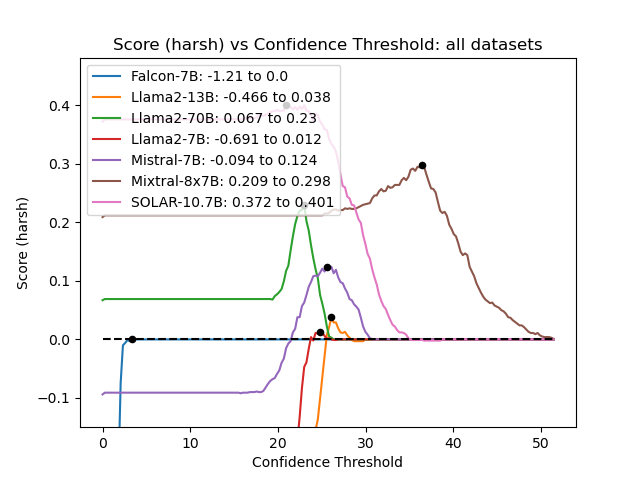 Score (harsh) vs Confidence Threshold: all datasets
Falcon-7B: -1.21 to 0.0
Llama2-13B: -0.466 to 0.038
Llama2-70B: 0.067 to 0.23
Llama2-7B: -0.691 to 0.012
Mistral-7B: -0.094 to 0.124
Mixtral-8x7B: 0.209 to 0.298
SOLAR-10.7B: 0.372 to 0.401
Score (harsh)
0.4
0.3
0.2
0.1
0.0
−0.1
0 10 20 30 40 50
Confidence Threshold